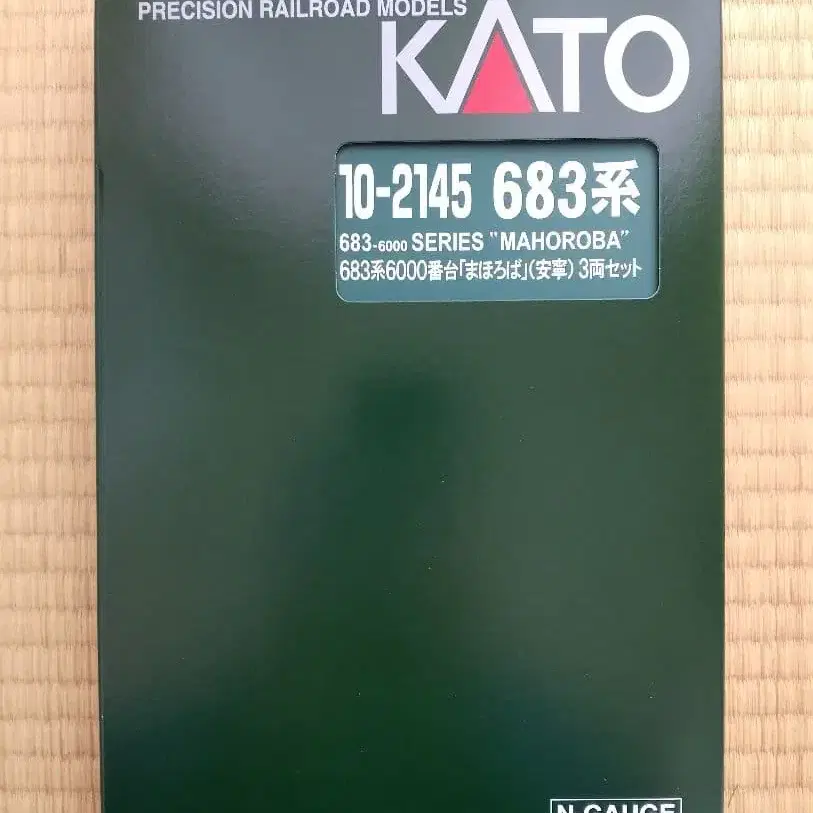 PRECISION RAILROAD MODELS
KATO
10-2145 683系
683-6000 SERIES "MAHOROBA"
683系6000番台「まほろば」(安寧) 3両セット
N GAUGE